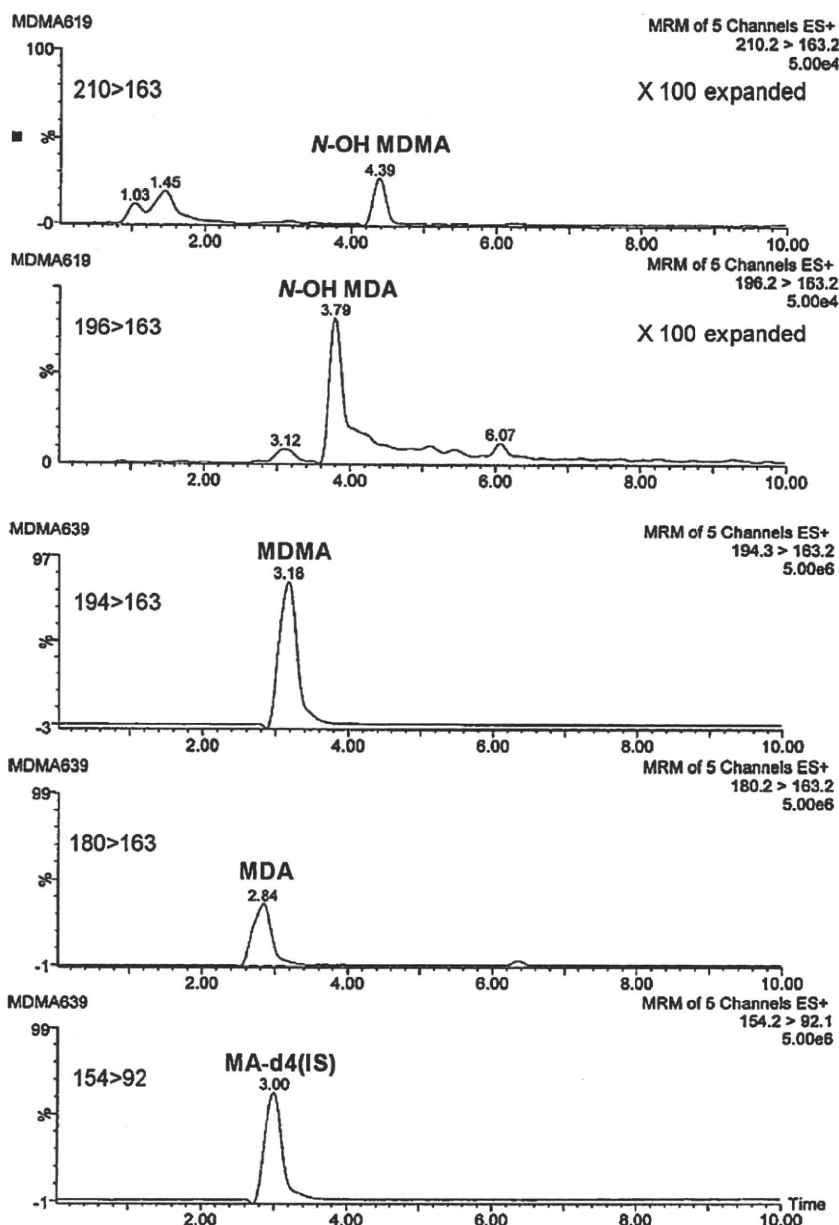 MDMA619
MRM of 5 Channels ES+
210.2 > 163.2
5.00e4
100
210>163
X 100 expanded
%
N-OH MDMA
4.39
1.03
1.45
-0
2.00 4.00 6.00 8.00 10.00
MDMA619
MRM of 5 Channels ES+
196.2 > 163.2
5.00e4
N-OH MDA
3.79
196>163
X 100 expanded
%
3.12
6.07
0
2.00 4.00 6.00 8.00 10.00
MDMA639
MRM of 5 Channels ES+
194.3 > 163.2
5.00e6
97
MDMA
3.18
194>163
%
-3
2.00 4.00 6.00 8.00 10.00
MDMA639
MRM of 5 Channels ES+
180.2 > 163.2
5.00e6
99
180>163
MDA
2.84
%
-1
2.00 4.00 6.00 8.00 10.00
MDMA639
MRM of 5 Channels ES+
154.2 > 92.1
5.00e6
99
MA-d4(IS)
3.00
154>92
%
-1
Time
2.00 4.00 6.00 8.00 10.00